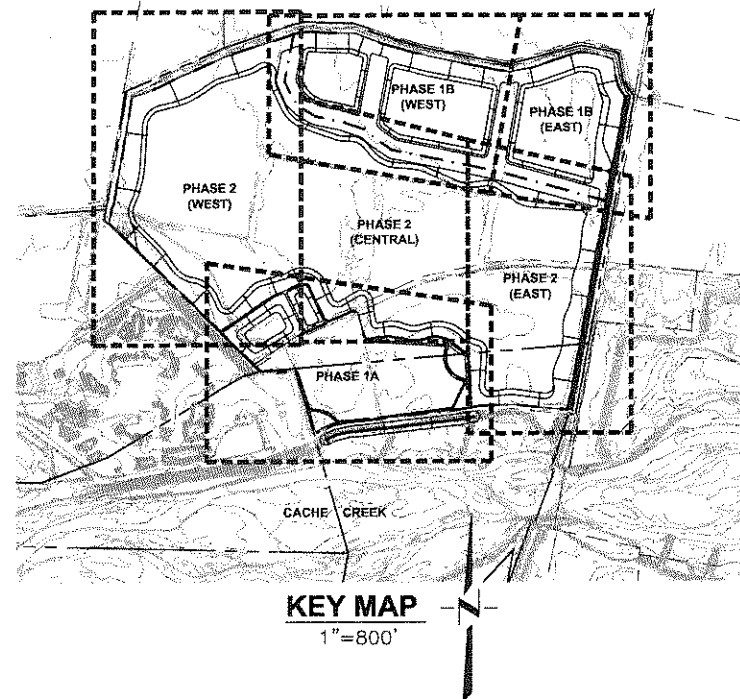 PHASE 1B
(WEST)
PHASE 1B
(EAST)
PHASE 2
(WEST)
PHASE 2
(CENTRAL)
PHASE 2
(EAST)
PHASE 1A
CACHE CREEK
KEY MAP
1"=800'